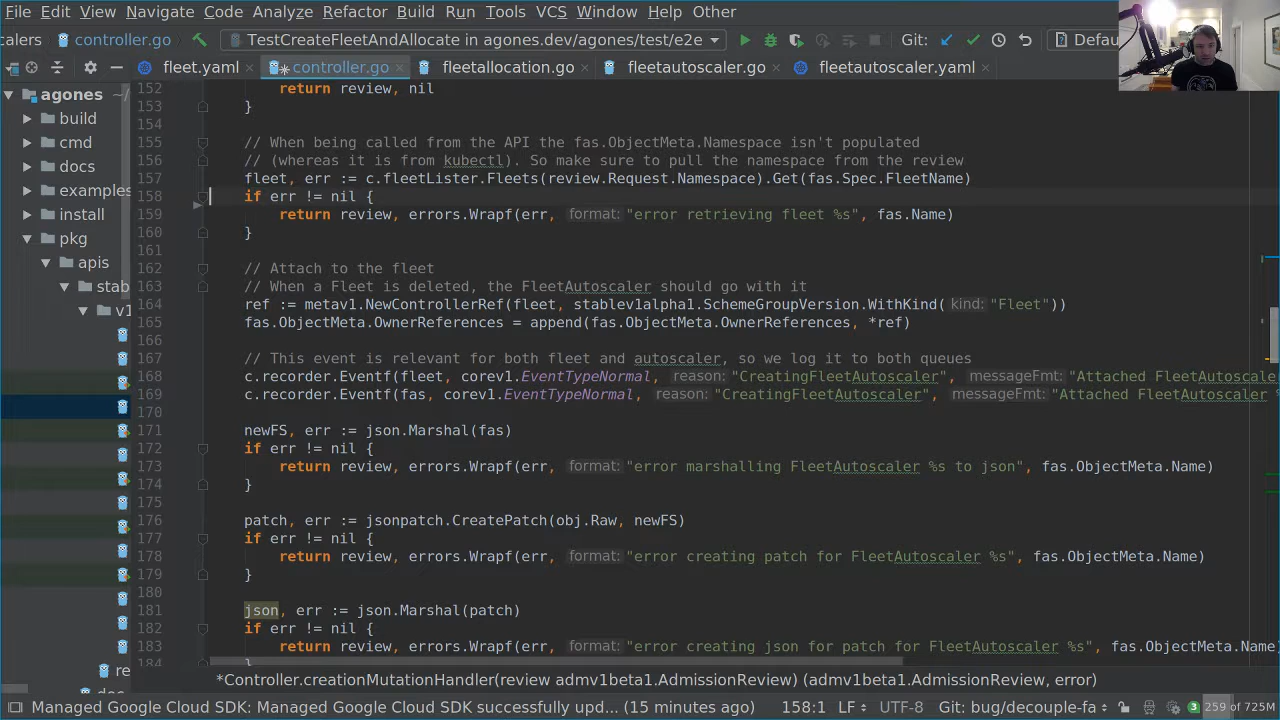 File Edit View Navigate Code Analyze Refactor Build Run Tools VCS Window Help Other
calers controller.go TestCreateFleetAndAllocate in agones.dev/agones/test/e2e Git: Defau
fleet.yaml controller.go fleetallocation.go fleetautoscaler.go fleetautoscaler.yaml
agones ~/
build
cmd
docs
examples
install
pkg
apis
stab
v1
re
152 return review, nil
153 }
154
155 // When being called from the API the fas.ObjectMeta.Namespace isn't populated
156 // (whereas it is from kubectl). So make sure to pull the namespace from the review
157 fleet, err := c.fleetLister.Fleets(review.Request.Namespace).Get(fas.Spec.FleetName)
158 if err != nil {
159 return review, errors.Wrapf(err, format: "error retrieving fleet %s", fas.Name)
160 }
161
162 // Attach to the fleet
163 // When a Fleet is deleted, the FleetAutoscaler should go with it
164 ref := metav1.NewControllerRef(fleet, stablev1alpha1.SchemeGroupVersion.WithKind( kind: "Fleet"))
165 fas.ObjectMeta.OwnerReferences = append(fas.ObjectMeta.OwnerReferences, *ref)
166
167 // This event is relevant for both fleet and autoscaler, so we log it to both queues
168 c.recorder.Eventf(fleet, corev1.EventTypeNormal, reason: "CreatingFleetAutoscaler", messageFmt: "Attached FleetAutoscale
169 c.recorder.Eventf(fas, corev1.EventTypeNormal, reason: "CreatingFleetAutoscaler", messageFmt: "Attached FleetAutoscaler
170
171 newFS, err := json.Marshal(fas)
172 if err != nil {
173 return review, errors.Wrapf(err, format: "error marshalling FleetAutoscaler %s to json", fas.ObjectMeta.Name)
174 }
175
176 patch, err := jsonpatch.CreatePatch(obj.Raw, newFS)
177 if err != nil {
178 return review, errors.Wrapf(err, format: "error creating patch for FleetAutoscaler %s", fas.ObjectMeta.Name)
179 }
180
181 json, err := json.Marshal(patch)
182 if err != nil {
183 return review, errors.Wrapf(err, format: "error creating json for patch for FleetAutoscaler %s", fas.ObjectMeta.Name
184 }
*Controller.creationMutationHandler(review admv1beta1.AdmissionReview) (admv1beta1.AdmissionReview, error)
Managed Google Cloud SDK: Managed Google Cloud SDK successfully upd... (15 minutes ago) 158:1 LF UTF-8 Git: bug/decouple-fa 3 259 of 725M